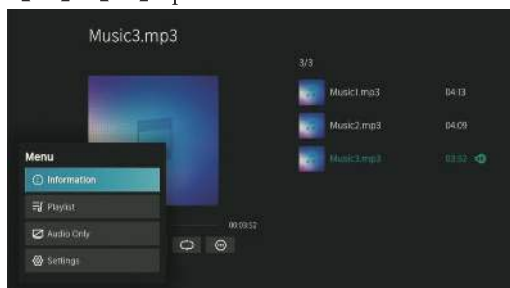 Music3.mp3
3/3
Music1.mp3 04:13
Music2.mp3 04:09
Music3.mp3 03:52
Menu
Information
Playlist
Audio Only
Settings
00:03:52